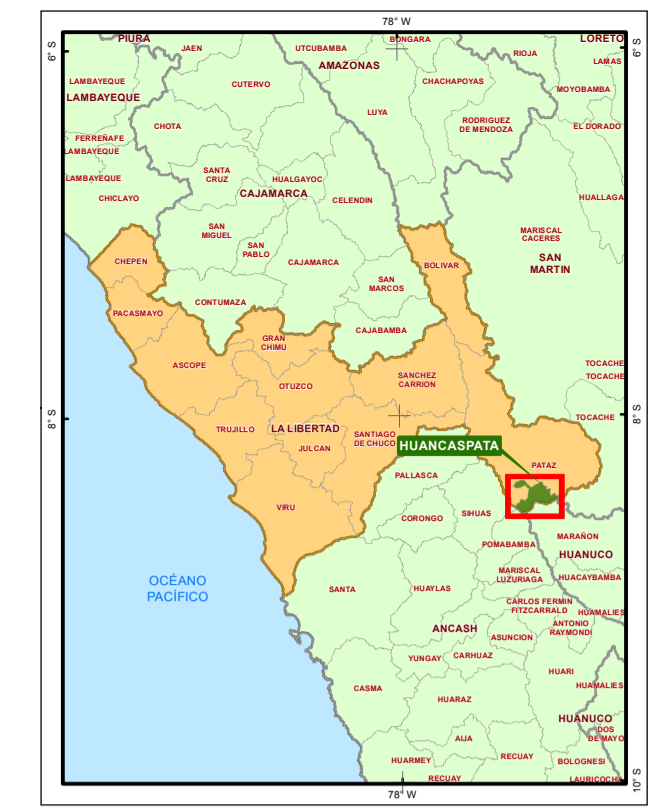 78° W
6° S
6° S
PIURA
JAEN
UTCUBAMBA
BONGARA
LORETO
RIOJA
LAMAS
AMAZONAS
LAMBAYEQUE
CUTERVO
CHACHAPOYAS
MOYOBAMBA
LAMBAYEQUE
LUYA
CHOTA
RODRIGUEZ
DE MENDOZA
EL DORADO
FERREÑAFE
LAMBAYEQUE
SANTA
CRUZ
HUALGAYOC
LAMBAYEQUE
CAJAMARCA
CELENDIN
CHICLAYO
HUALLAGA
SAN
MIGUEL
SAN
PABLO
MARISCAL
CACERES
CHEPEN
CAJAMARCA
BOLIVAR
SAN
MARTIN
SAN
MARCOS
CONTUMAZA
PACASMAYO
CAJABAMBA
GRAN
CHIMU
ASCOPE
TOCACHE
TOCACHE
SANCHEZ
CARRION
OTUZCO
8° S
8° S
TOCACHE
TRUJILLO
LA LIBERTAD
SANTIAGO
DE CHUCO
HUANCASPATA
JULCAN
PATAZ
PALLASCA
VIRU
CORONGO
SIHUAS
MARAÑON
POMABAMBA
HUANUCO
MARISCAL
LUZURIAGA
HUACAYBAMBA
OCÉANO
PACÍFICO
SANTA
HUAYLAS
CARLOS FERMIN
FITZCARRALD
HUAMALIES
ANTONIO
RAYMONDI
ANCASH
ASUNCION
YUNGAY
CARHUAZ
HUARI
CASMA
HUAMALIES
HUARAZ
HUANUCO
DOS
DE MAYO
AIJA
HUARMEY
RECUAY
BOLOGNESI
RECUAY
LAURICOCHA
10° S
78° W